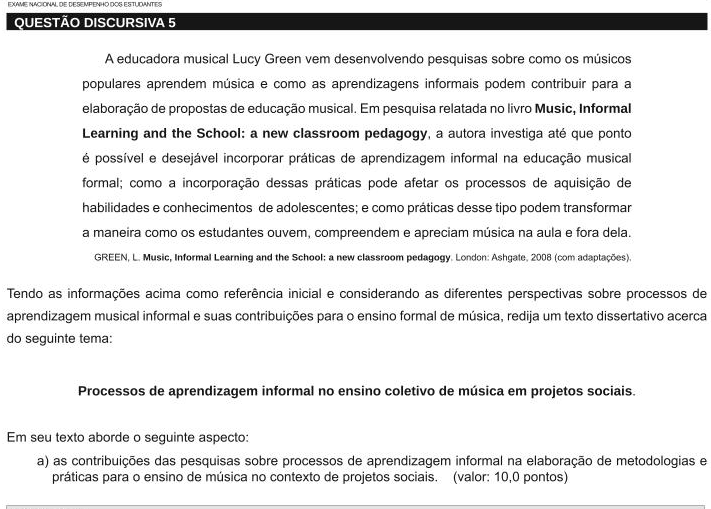 EXAME NACIONAL DE DESEMPENHO DOS ESTUDANTES
QUESTÃO DISCURSIVA 5
A educadora musical Lucy Green vem desenvolvendo pesquisas sobre como os músicos
populares aprendem música e como as aprendizagens informais podem contribuir para a
elaboração de propostas de educação musical. Em pesquisa relatada no livro Music, Informal
Learning and the School: a new classroom pedagogy, a autora investiga até que ponto
é possível e desejável incorporar práticas de aprendizagem informal na educação musical
formal; como a incorporação dessas práticas pode afetar os processos de aquisição de
habilidades e conhecimentos de adolescentes; e como práticas desse tipo podem transformar
a maneira como os estudantes ouvem, compreendem e apreciam música na aula e fora dela.
GREEN, L. Music, Informal Learning and the School: a new classroom pedagogy. London: Ashgate, 2008 (com adaptações).
Tendo as informações acima como referência inicial e considerando as diferentes perspectivas sobre processos de
aprendizagem musical informal e suas contribuições para o ensino formal de música, redija um texto dissertativo acerca
do seguinte tema:
Processos de aprendizagem informal no ensino coletivo de música em projetos sociais.
Em seu texto aborde o seguinte aspecto:
a) as contribuições das pesquisas sobre processos de aprendizagem informal na elaboração de metodologias e
práticas para o ensino de música no contexto de projetos sociais. (valor: 10,0 pontos)